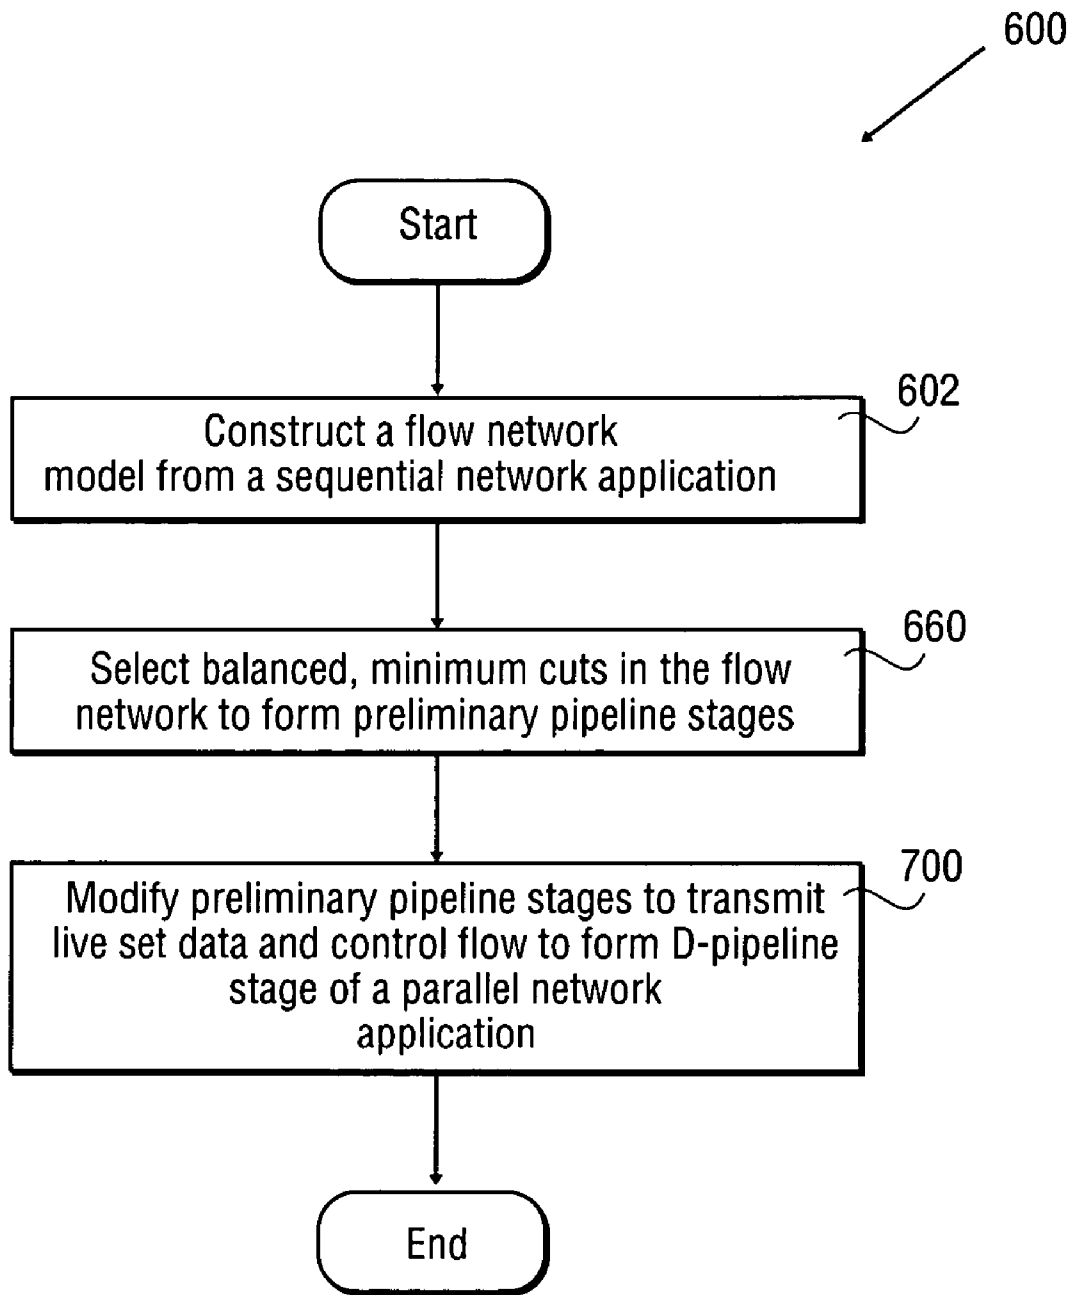 600
Start
602
Construct a flow network
model from a sequential network application
660
Select balanced, minimum cuts in the flow
network to form preliminary pipeline stages
700
Modify preliminary pipeline stages to transmit
live set data and control flow to form D-pipeline
stage of a parallel network
application
End